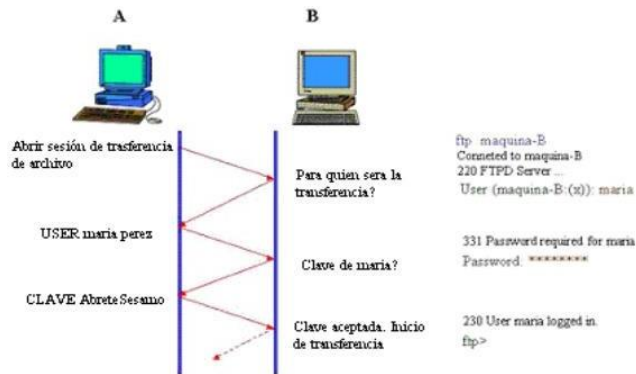 A
B
Abrir sesión de trasferencia
de archivo
Para quien sera la
transferencia?
USER maria perez
Clave de maria?
CLAVE AbreteSesamo
Clave aceptada. Inicio
de transferencia
ftp maquina-B
Conneted to maquina-B
220 FTPD Server ...
User (maquina-B:(x)): maria
331 Password required for maria
Password: ********
230 User maria logged in.
ftp>